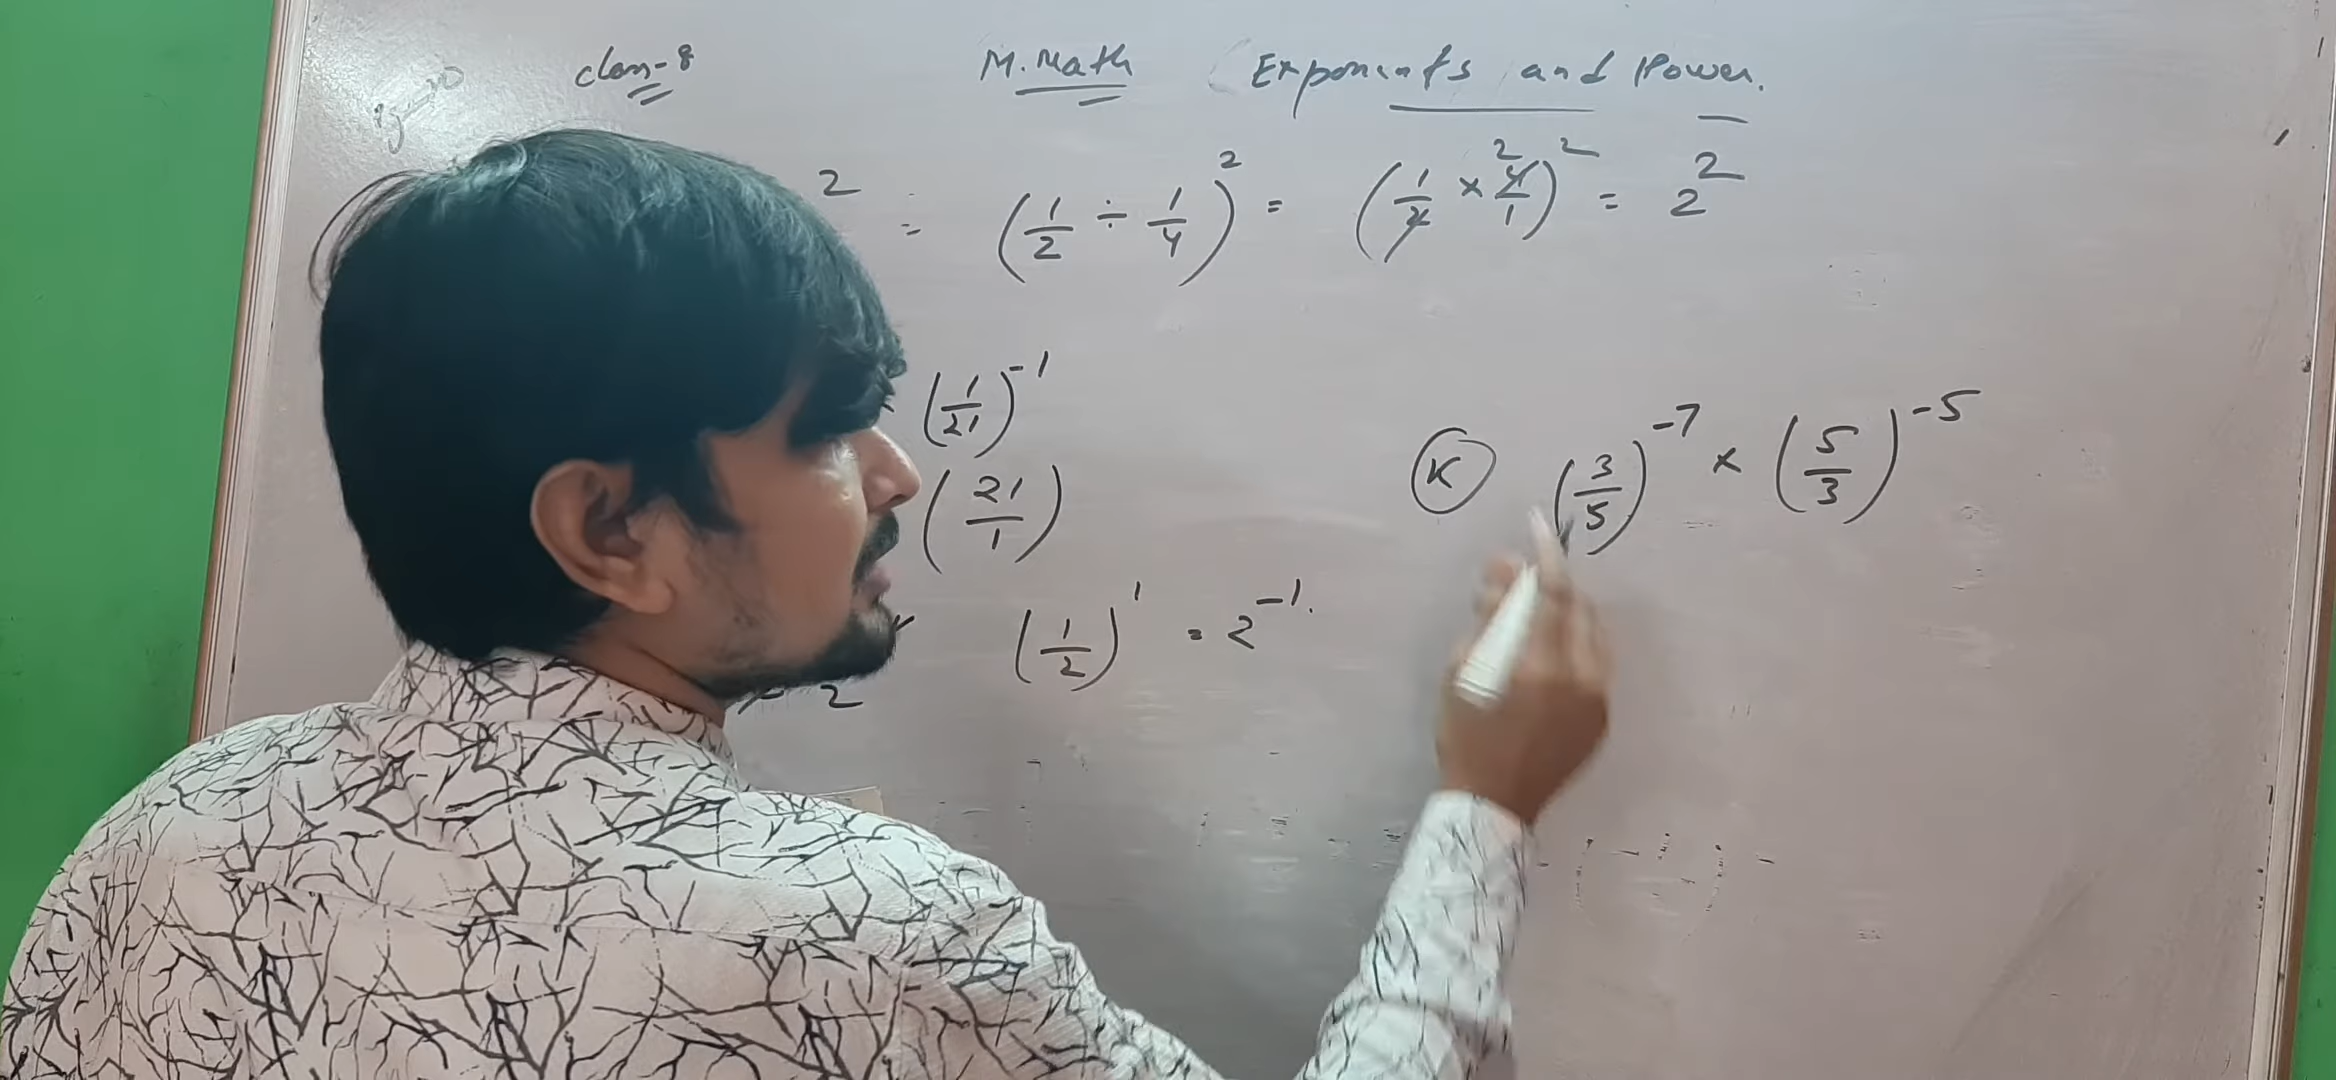 class-8 M.Math Exponents and Power.
2 = (1/2 ÷ 1/4)^2 = (1/2 × 4/1)^2 2 = 2^2
(1/21)^-1
(K) (3/5)^-7 × (5/3)^-5
(21/1)
(1/2)^1 = 2^-1.
2